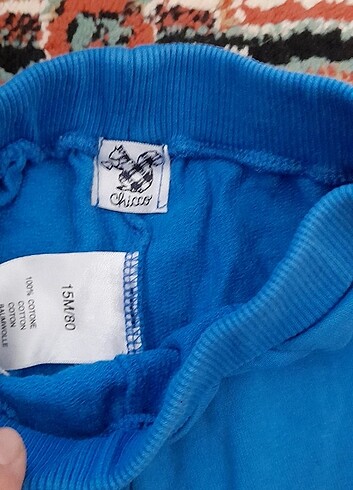 Chicco
15M/80
100% COTONE
COTTON
COTON
BAUMWOLLE